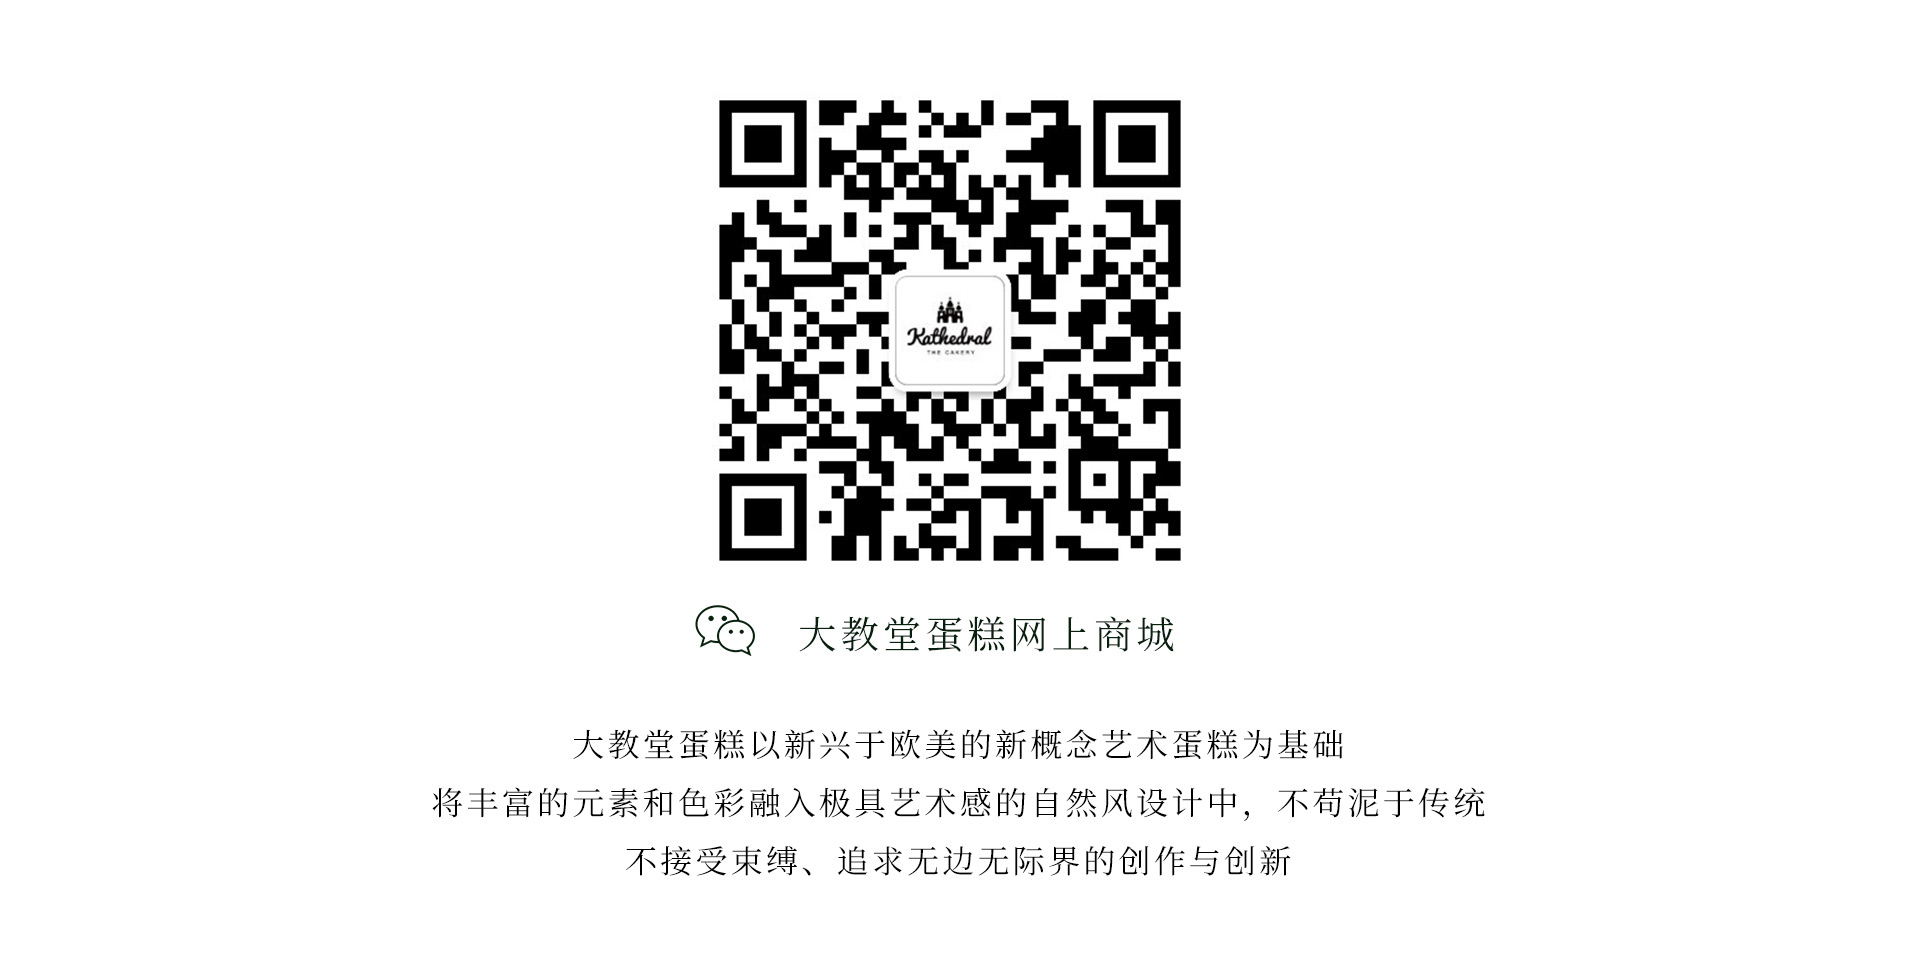 Kathedral
THE CAKERY
大教堂蛋糕网上商城
大教堂蛋糕以新兴于欧美的新概念艺术蛋糕为基础
将丰富的元素和色彩融入极具艺术感的自然风设计中，不苟泥于传统
不接受束缚、追求无边无际界的创作与创新